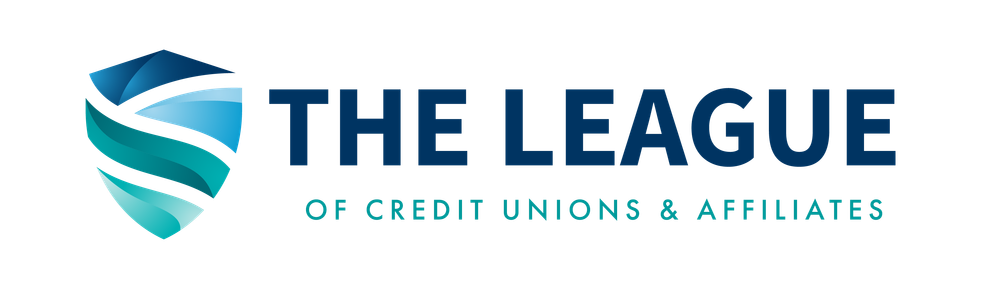 THE LEAGUE
OF CREDIT UNIONS & AFFILIATES